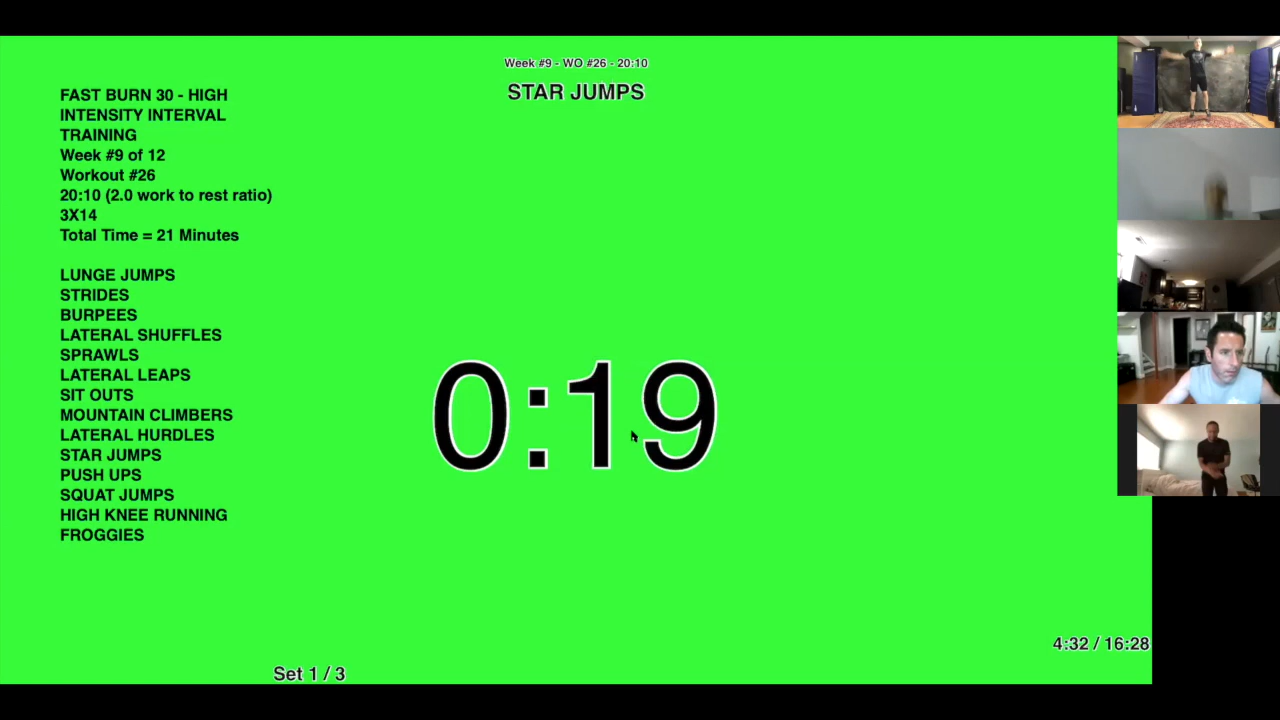 Week #9 - WO #26 - 20:10
STAR JUMPS
FAST BURN 30 - HIGH
INTENSITY INTERVAL
TRAINING
Week #9 of 12
Workout #26
20:10 (2.0 work to rest ratio)
3X14
Total Time = 21 Minutes
LUNGE JUMPS
STRIDES
BURPEES
LATERAL SHUFFLES
SPRAWLS
LATERAL LEAPS
SIT OUTS
MOUNTAIN CLIMBERS
LATERAL HURDLES
STAR JUMPS
PUSH UPS
SQUAT JUMPS
HIGH KNEE RUNNING
FROGGIES
0:19
4:32 / 16:28
Set 1 / 3